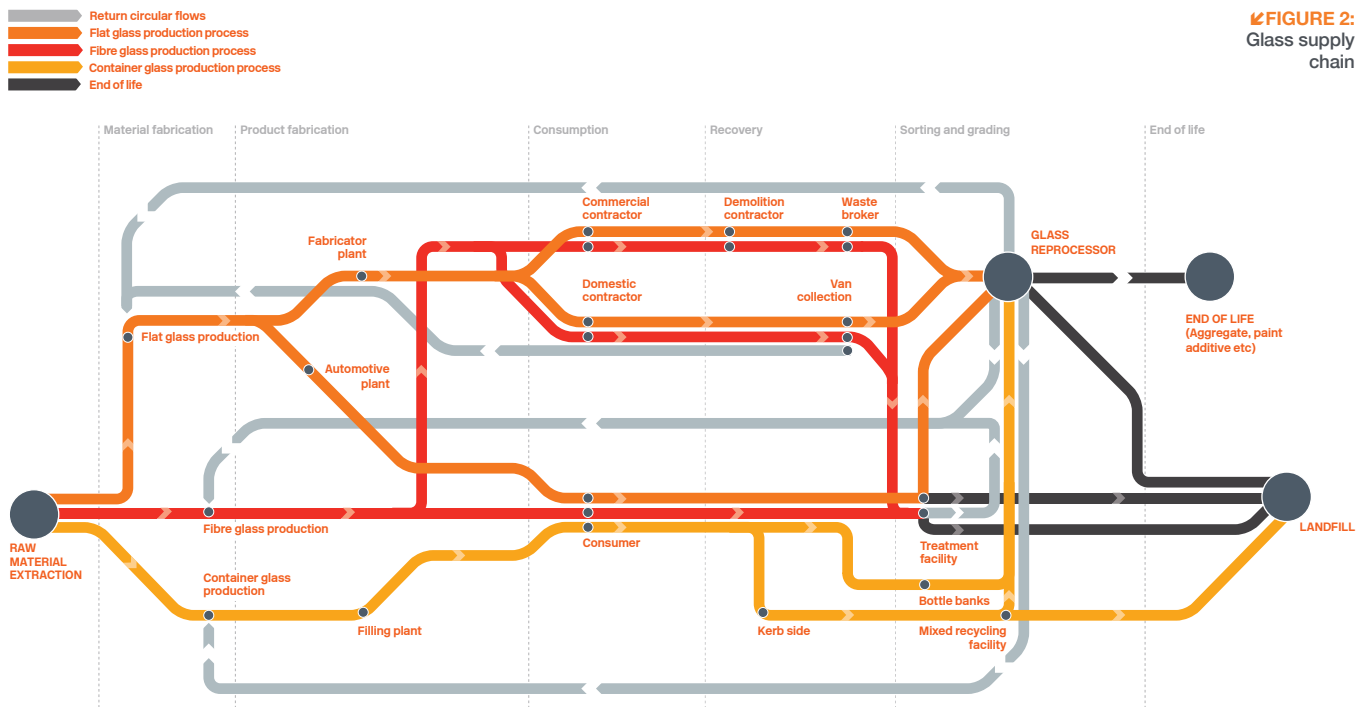 Return circular flows
Flat glass production process
Fibre glass production process
Container glass production process
End of life
FIGURE 2:
Glass supply
chain
Material fabrication
Product fabrication
Consumption
Recovery
Sorting and grading
End of life
Commercial
contractor
Demolition
contractor
Waste
broker
Fabricator
plant
GLASS
REPROCESSOR
Domestic
contractor
Van
collection
END OF LIFE
(Aggregate, paint
additive etc)
Flat glass production
Automotive
plant
RAW
MATERIAL
EXTRACTION
Fibre glass production
Consumer
Treatment
facility
LANDFILL
Container glass
production
Filling plant
Kerb side
Bottle banks
Mixed recycling
facility